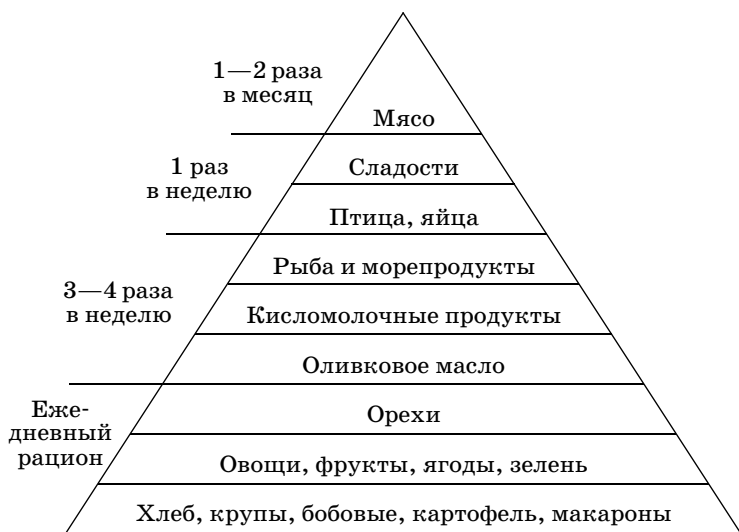 1—2 раза
в месяц
Мясо
1 раз
в неделю
Сладости
Птица, яйца
3—4 раза
в неделю
Рыба и морепродукты
Кисломолочные продукты
Оливковое масло
Еже-
дневный
рацион
Орехи
Овощи, фрукты, ягоды, зелень
Хлеб, крупы, бобовые, картофель, макароны